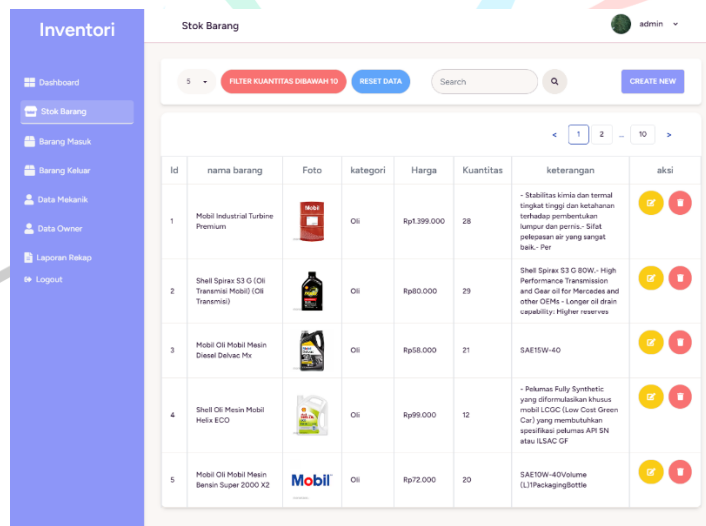 Inventori
Stok Barang
admin
Dashboard
Stok Barang
Barang Masuk
Barang Keluar
Data Mekanik
Data Owner
Laporan Rekap
Logout
5
FILTER KUANTITAS DIBAWAH 10
RESET DATA
Search
CREATE NEW
< 1 2 ... 10 >
Id nama barang Foto kategori Harga Kuantitas keterangan aksi
1
Mobil Industrial Turbine
Premium
Mobil
Oli
Rp1.399.000
28
- Stabilitas kimia dan termal
tingkat tinggi dan ketahanan
terhadap pembentukan
lumpur dan pernis.- Sifat
pelepasan air yang sangat
baik.- Per
2
Shell Spirax S3 G (Oli
Transmisi Mobil) (Oli
Transmisi)
Oli
Rp80.000
29
Shell Spirax S3 G 80W.- High
Performance Transmission
and Gear oil for Mercedes and
other OEMs - Longer oil drain
capability: Higher reserves
3
Mobil Oli Mobil Mesin
Diesel Delvac Mx
Oli
Rp58.000
21
SAE15W-40
4
Shell Oli Mesin Mobil
Helix ECO
Oli
Rp99.000
12
- Pelumas Fully Synthetic
yang diformulasikan khusus
mobil LCGC (Low Cost Green
Car) yang membutuhkan
spesifikasi pelumas API SN
atau ILSAC GF
5
Mobil Oli Mobil Mesin
Bensin Super 2000 X2
Mobil
Oli
Rp72.000
20
SAE10W-40Volume
(L)1PackagingBottle